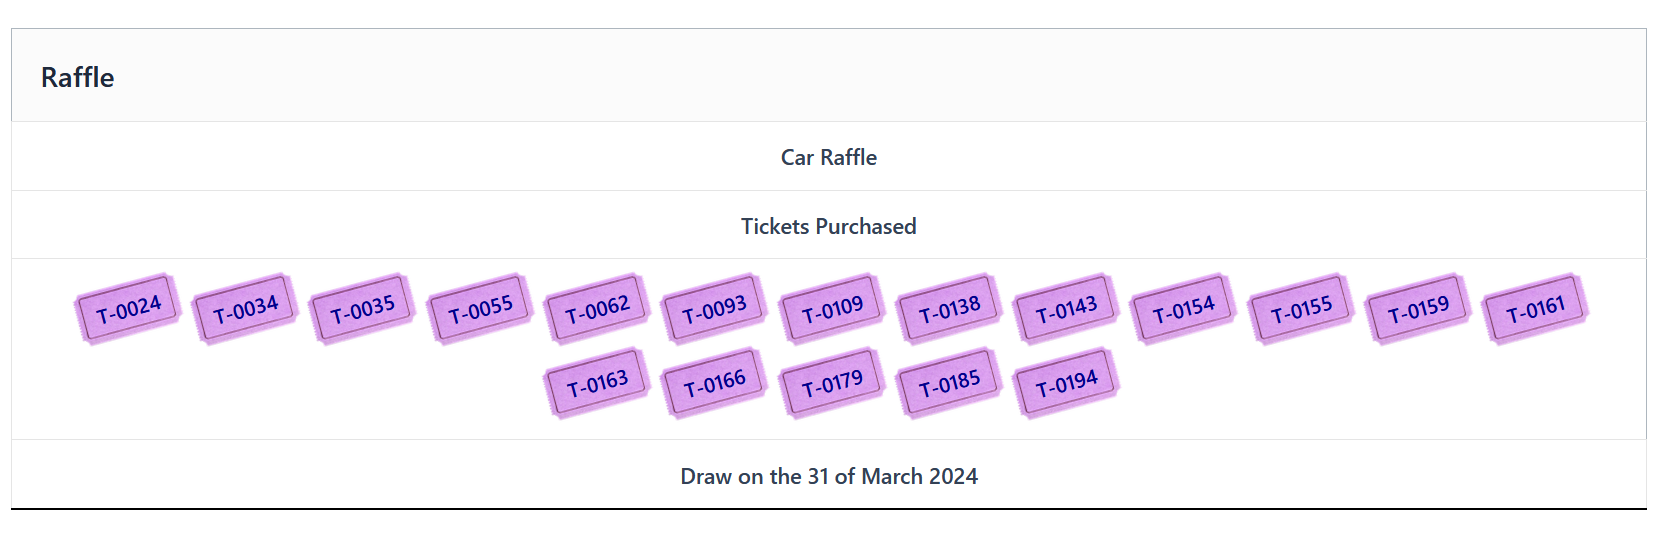 Raffle
Car Raffle
Tickets Purchased
T-0024 T-0034 T-0035 T-0055 T-0062 T-0093 T-0109 T-0138 T-0143 T-0154 T-0155 T-0159 T-0161
T-0163 T-0166 T-0179 T-0185 T-0194
Draw on the 31 of March 2024